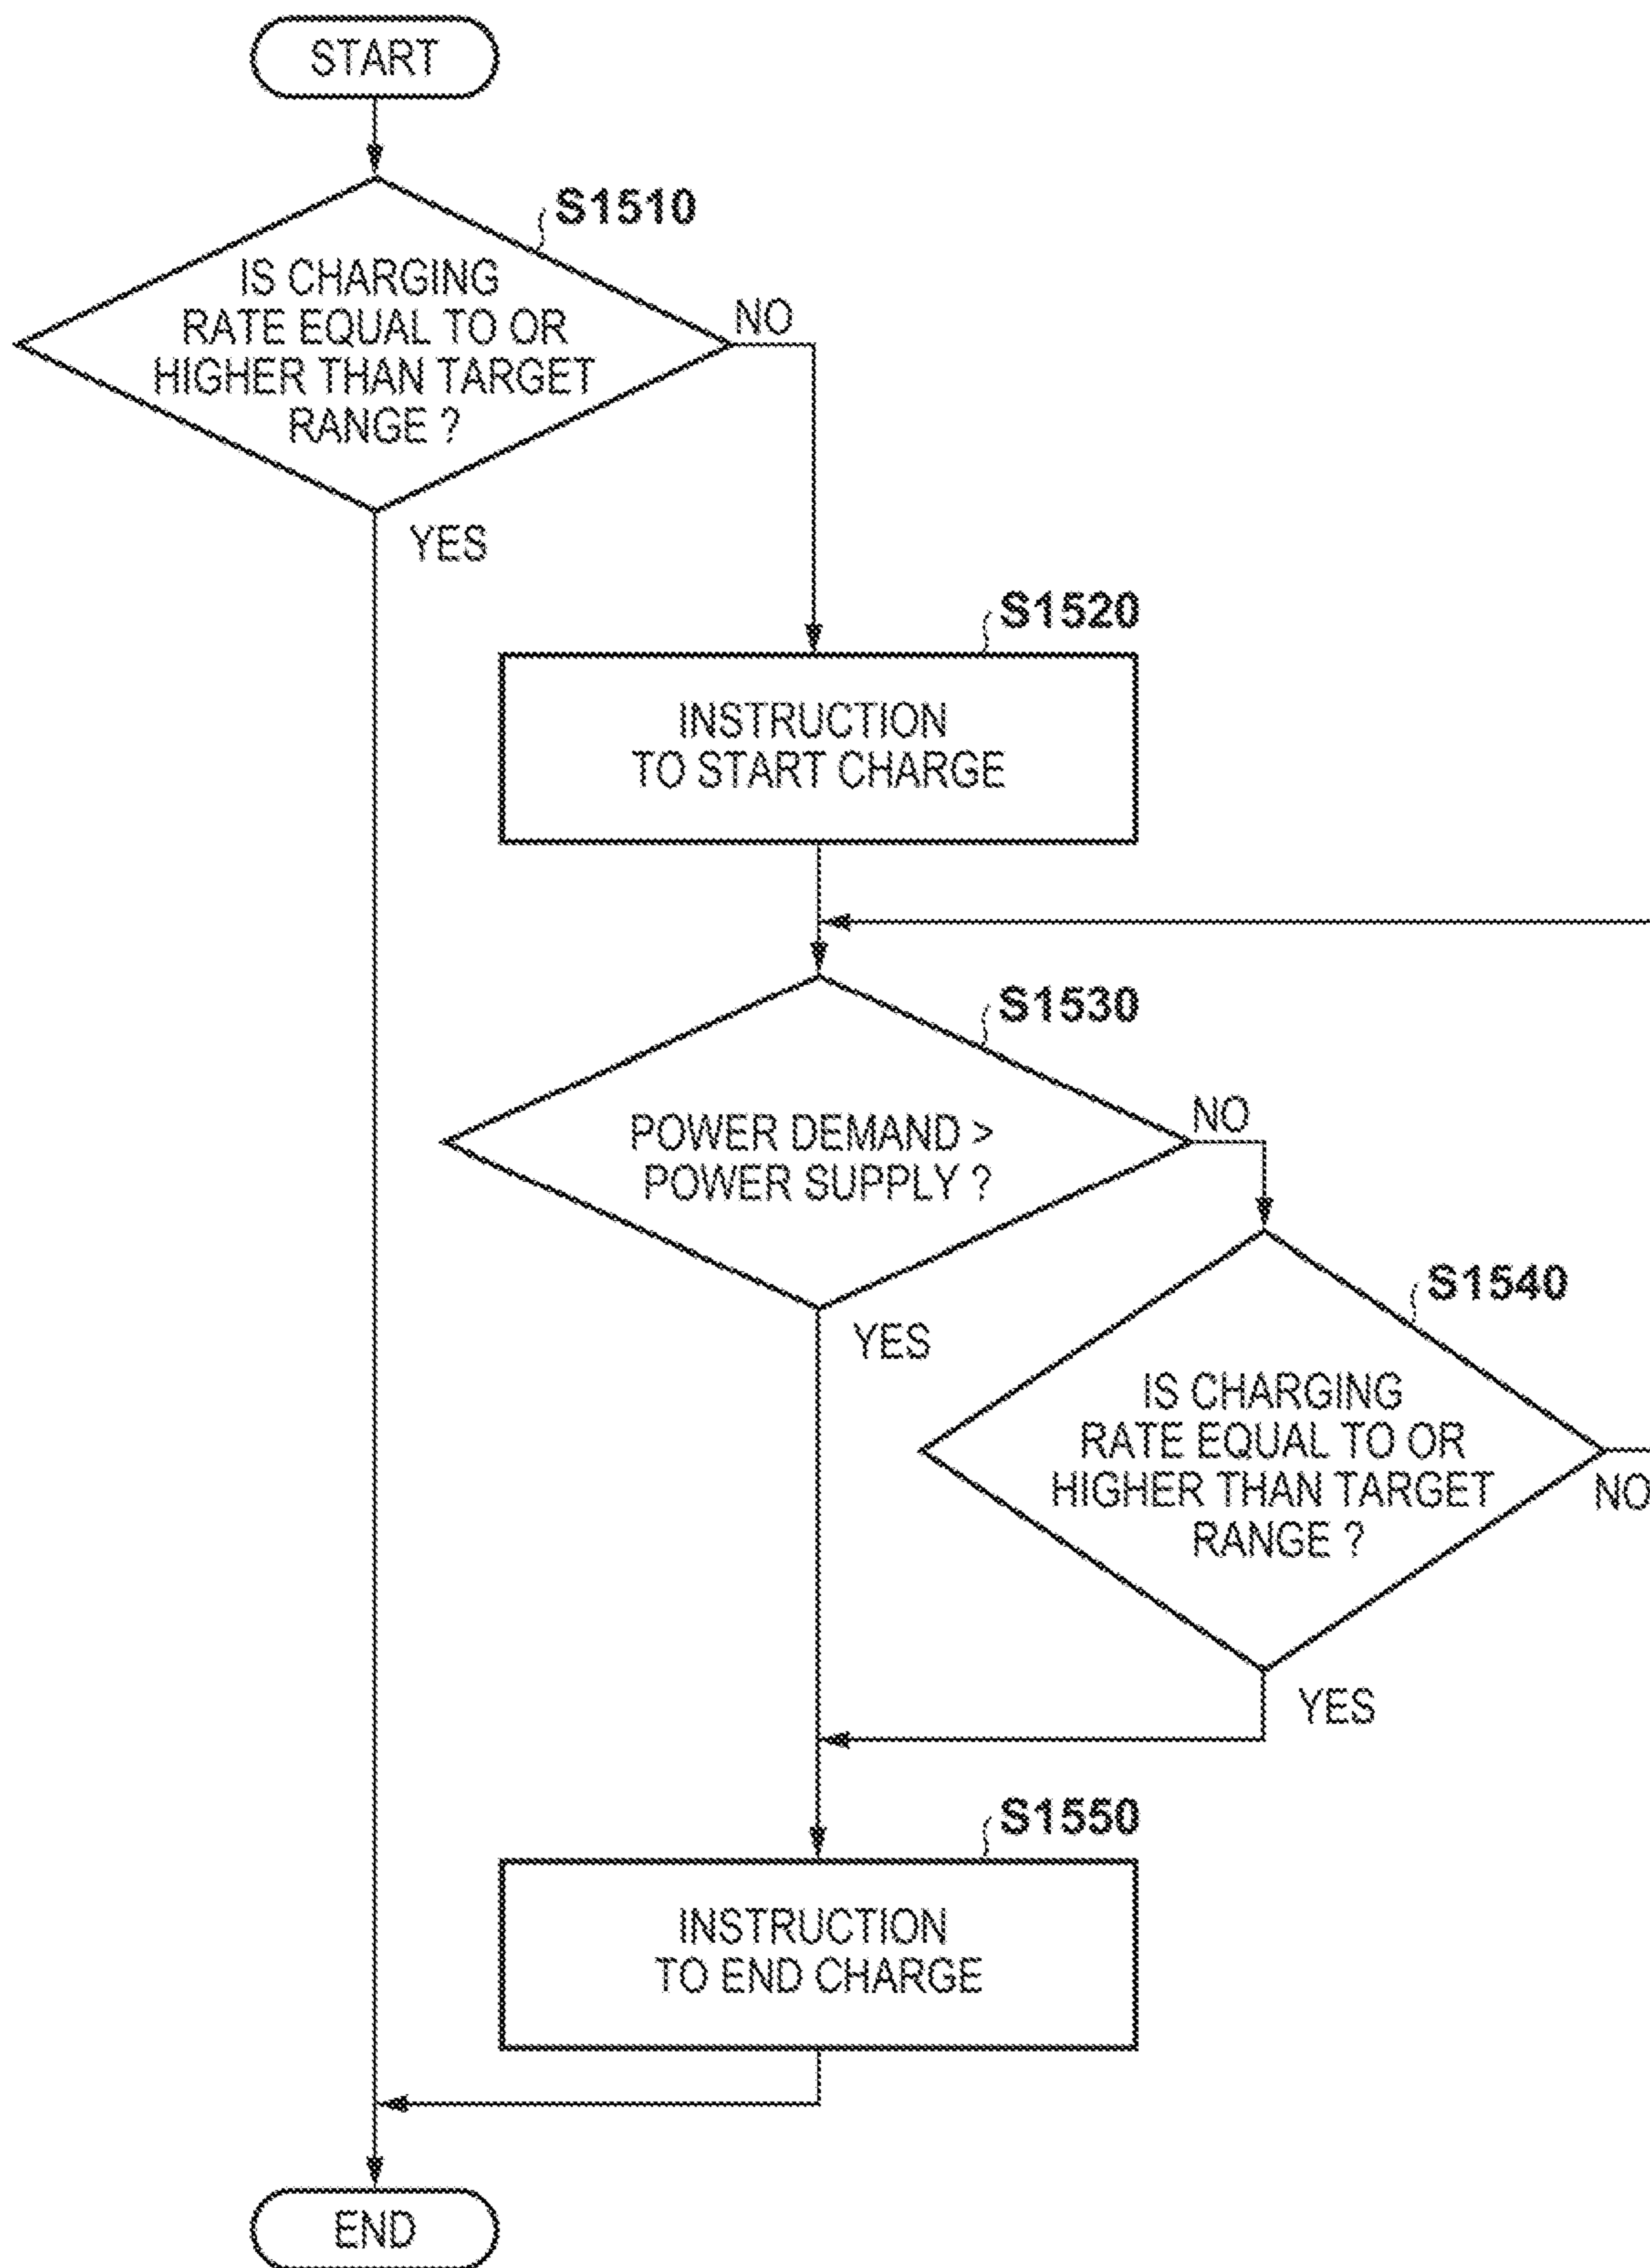 START
S1510
IS CHARGING
RATE EQUAL TO OR
HIGHER THAN TARGET
RANGE ?
NO
YES
S1520
INSTRUCTION
TO START CHARGE
S1530
POWER DEMAND >
POWER SUPPLY ?
NO
YES
S1540
IS CHARGING
RATE EQUAL TO OR
HIGHER THAN TARGET
RANGE ?
NO
YES
S1550
INSTRUCTION
TO END CHARGE
END